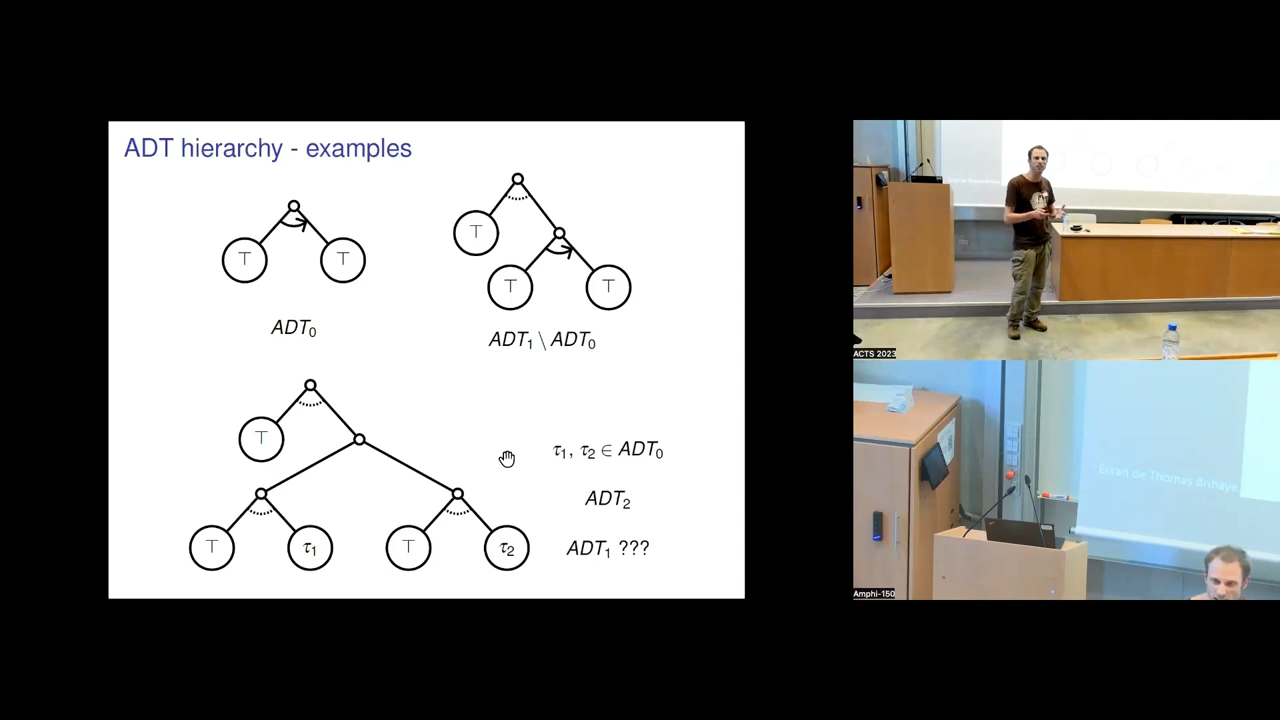 ADT hierarchy - examples
⊤
⊤
ADT₀
⊤
⊤
⊤
ADT₁ \ ADT₀
⊤
⊤
τ₁
⊤
τ₂
τ₁, τ₂ ∈ ADT₀
ADT₂
ADT₁ ???
ACTS 2023
Écran de Thomas Brihaye
Amphi-150